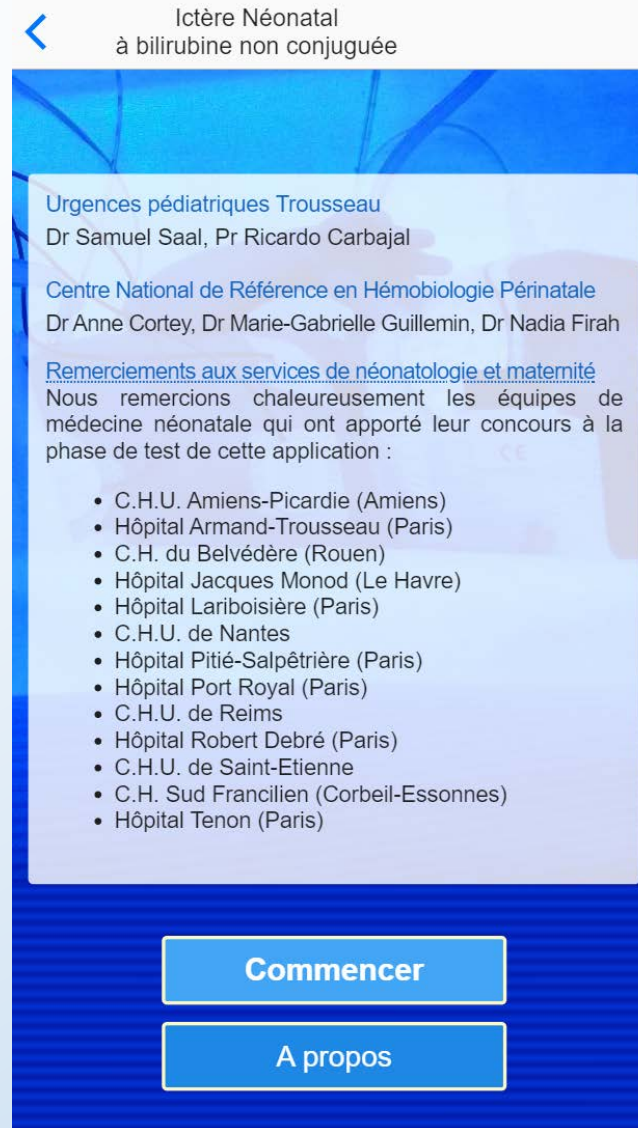 Ictère Néonatal
à bilirubine non conjuguée
Urgences pédiatriques Trousseau
Dr Samuel Saal, Pr Ricardo Carbajal
Centre National de Référence en Hémobiologie Périnatale
Dr Anne Cortey, Dr Marie-Gabrielle Guillemin, Dr Nadia Firah
Remerciements aux services de néonatologie et maternité
Nous remercions chaleureusement les équipes de
médecine néonatale qui ont apporté leur concours à la
phase de test de cette application :
• C.H.U. Amiens-Picardie (Amiens)
• Hôpital Armand-Trousseau (Paris)
• C.H. du Belvédère (Rouen)
• Hôpital Jacques Monod (Le Havre)
• Hôpital Lariboisière (Paris)
• C.H.U. de Nantes
• Hôpital Pitié-Salpêtrière (Paris)
• Hôpital Port Royal (Paris)
• C.H.U. de Reims
• Hôpital Robert Debré (Paris)
• C.H.U. de Saint-Etienne
• C.H. Sud Francilien (Corbeil-Essonnes)
• Hôpital Tenon (Paris)
Commencer
A propos